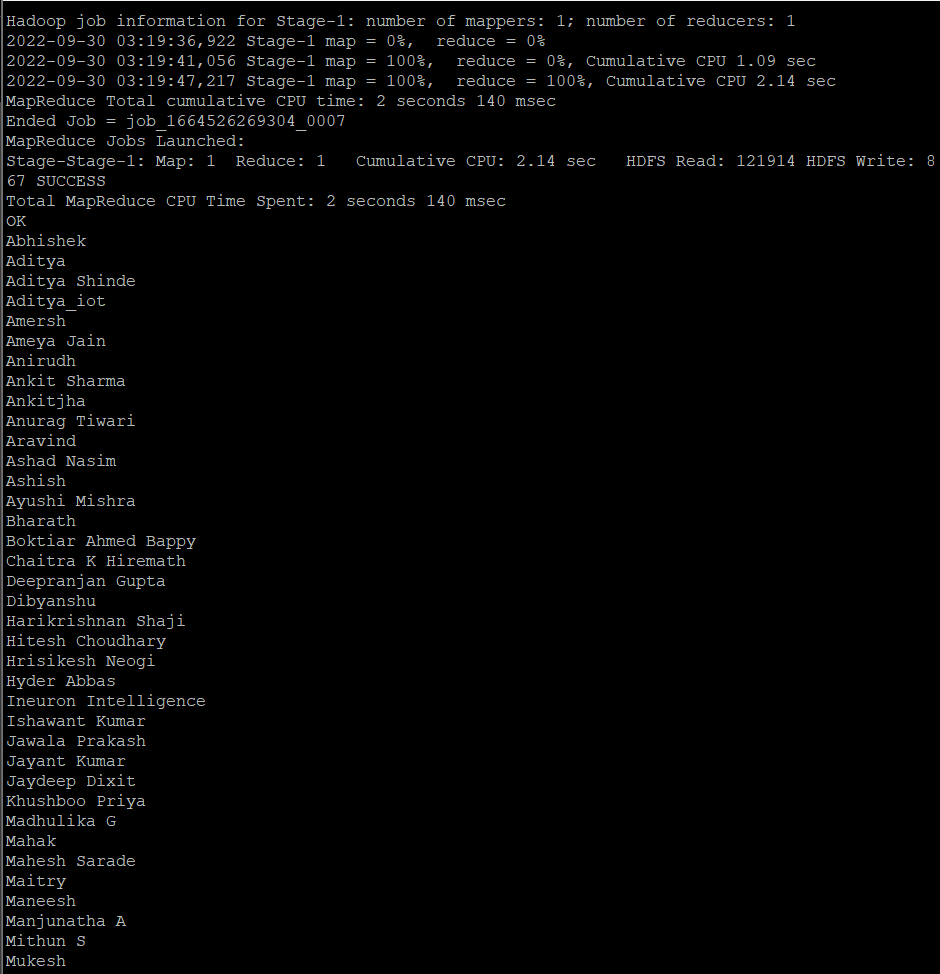 Hadoop job information for Stage-1: number of mappers: 1; number of reducers: 1
2022-09-30 03:19:36,922 Stage-1 map = 0%,  reduce = 0%
2022-09-30 03:19:41,056 Stage-1 map = 100%,  reduce = 0%, Cumulative CPU 1.09 sec
2022-09-30 03:19:47,217 Stage-1 map = 100%,  reduce = 100%, Cumulative CPU 2.14 sec
MapReduce Total cumulative CPU time: 2 seconds 140 msec
Ended Job = job_1664526269304_0007
MapReduce Jobs Launched:
Stage-Stage-1: Map: 1  Reduce: 1   Cumulative CPU: 2.14 sec   HDFS Read: 121914 HDFS Write: 8
67 SUCCESS
Total MapReduce CPU Time Spent: 2 seconds 140 msec
OK
Abhishek
Aditya
Aditya Shinde
Aditya_iot
Amersh
Ameya Jain
Anirudh
Ankit Sharma
Ankitjha
Anurag Tiwari
Aravind
Ashad Nasim
Ashish
Ayushi Mishra
Bharath
Boktiar Ahmed Bappy
Chaitra K Hiremath
Deepranjan Gupta
Dibyanshu
Harikrishnan Shaji
Hitesh Choudhary
Hrisikesh Neogi
Hyder Abbas
Ineuron Intelligence
Ishawant Kumar
Jawala Prakash
Jayant Kumar
Jaydeep Dixit
Khushboo Priya
Madhulika G
Mahak
Mahesh Sarade
Maitry
Maneesh
Manjunatha A
Mithun S
Mukesh